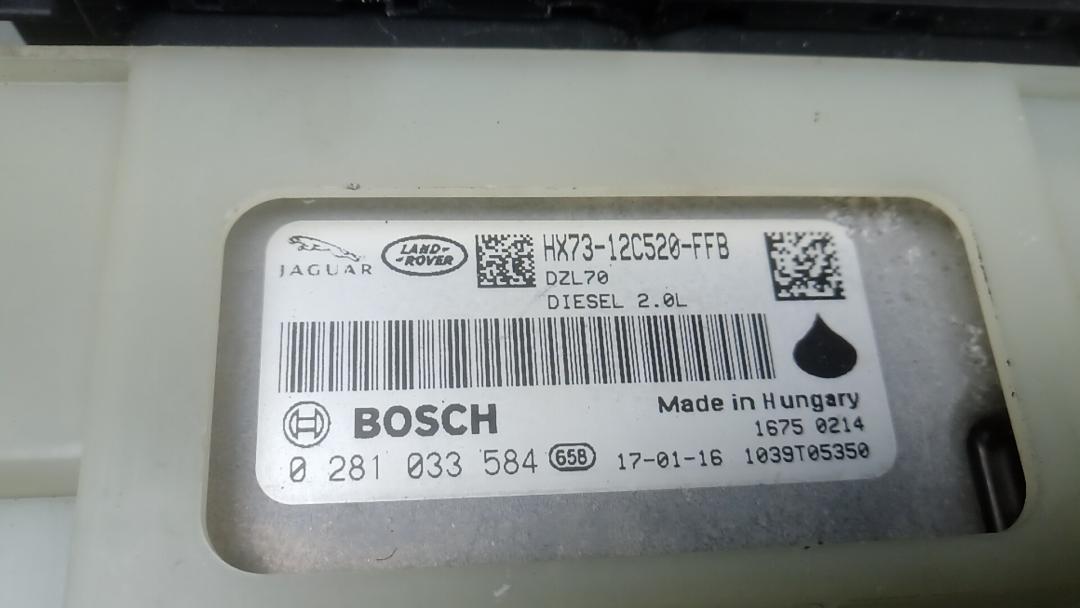 JAGUAR
LAND-
-ROVER
HX73-12C520-FFB
DZL70
DIESEL 2.0L
BOSCH
Made in Hungary
1675 0214
0 281 033 584 65B 17-01-16 1039T05350